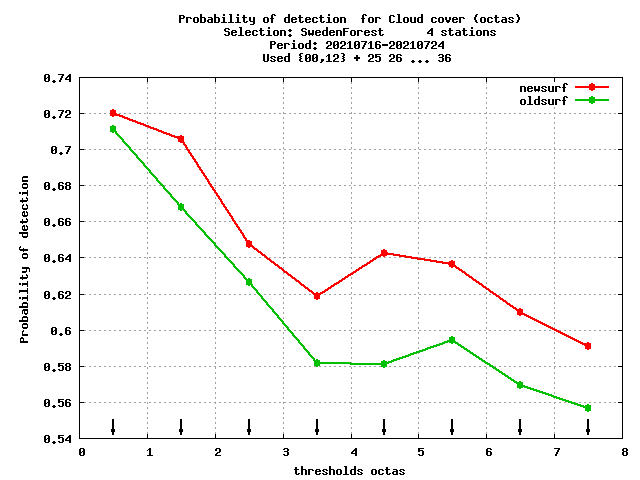 Probability of detection  for Cloud cover (octas)
Selection: SwedenForest      4 stations
Period: 20210716-20210724
Used {00,12} + 25 26 ... 36
newsurf
oldsurf
0.74
0.72
0.7
0.68
0.66
0.64
0.62
0.6
0.58
0.56
0.54
Probability of detection
0 1 2 3 4 5 6 7 8
thresholds octas